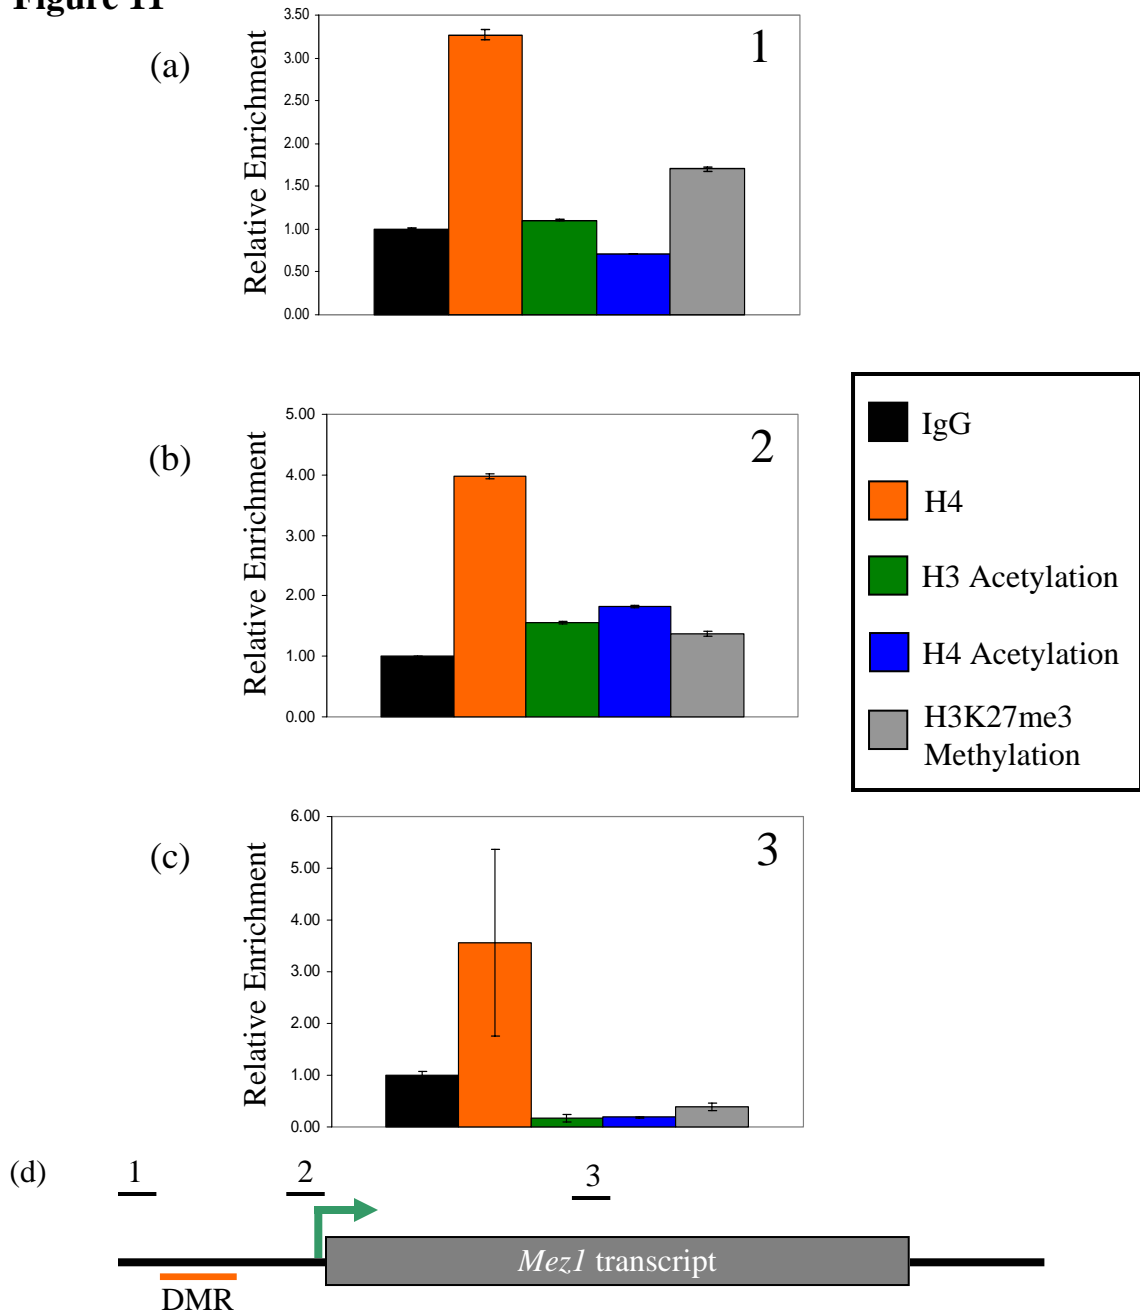 Figure 11
(a)
Relative Enrichment
3.50
3.00
2.50
2.00
1.50
1.00
0.50
0.00
1
(b)
Relative Enrichment
5.00
4.00
3.00
2.00
1.00
0.00
2
IgG
H4
H3 Acetylation
H4 Acetylation
H3K27me3
Methylation
(c)
Relative Enrichment
6.00
5.00
4.00
3.00
2.00
1.00
0.00
3
(d)
1
2
3
Mez1 transcript
DMR